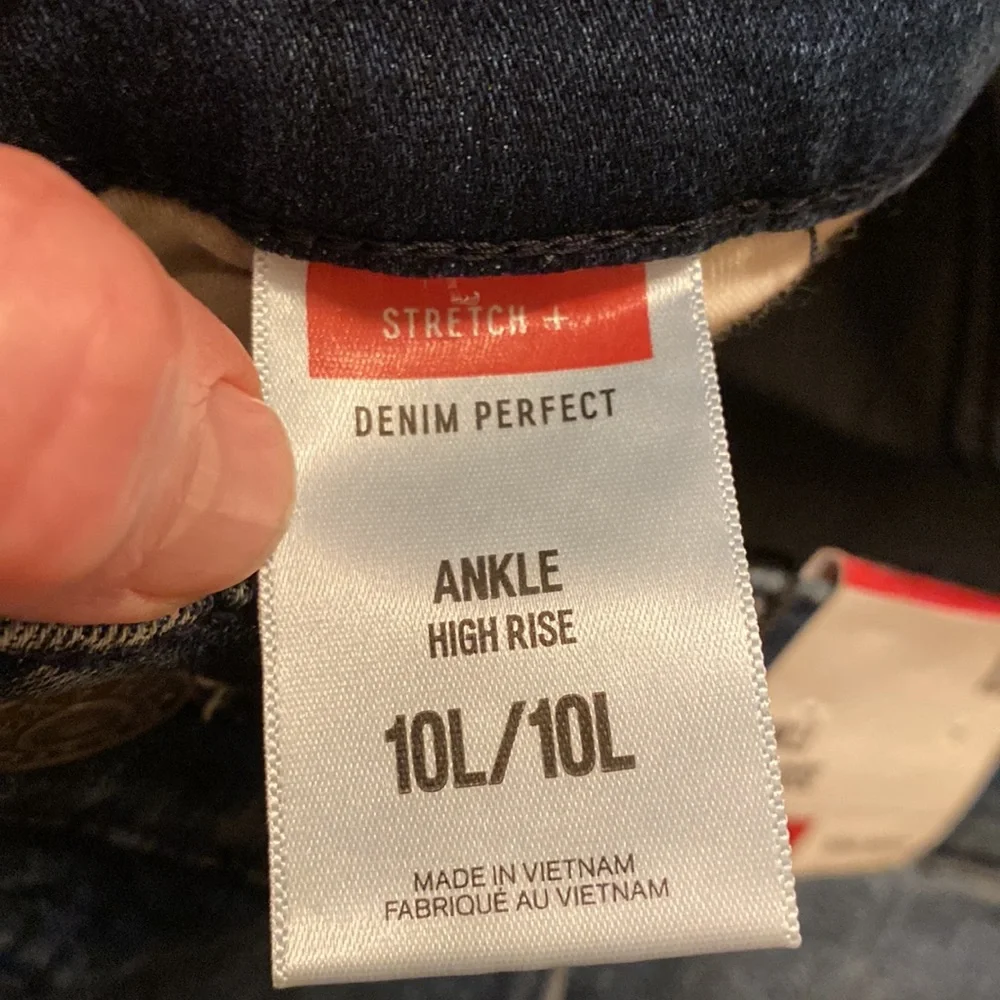 STRETCH +
DENIM PERFECT
ANKLE
HIGH RISE
10L/10L
MADE IN VIETNAM
FABRIQUÉ AU VIETNAM